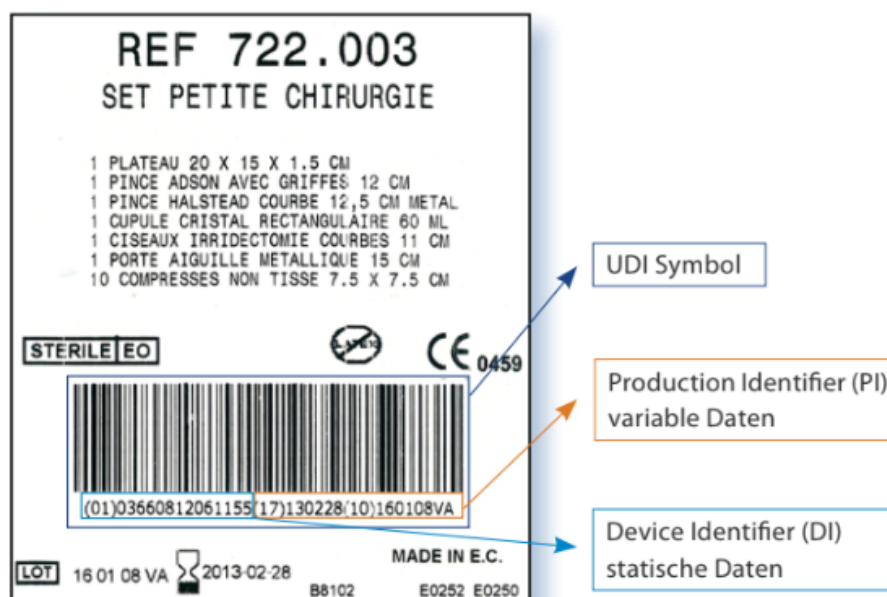 REF 722.003
SET PETITE CHIRURGIE
1 PLATEAU 20 X 15 X 1.5 CM
1 PINCE ADSON AVEC GRIFFES 12 CM
1 PINCE HALSTEAD COURBE 12,5 CM METAL
1 CUPULE CRISTAL RECTANGULAIRE 60 ML
1 CISEAUX IRRIDECTOMIE COURBES 11 CM
1 PORTE AIGUILLE METALLIQUE 15 CM
10 COMPRESSES NON TISSE 7.5 X 7.5 CM
UDI Symbol
STERILE EO
LATEX
CE 0459
Production Identifier (PI)
variable Daten
(01)03660812061155(17)130228(10)160108VA
Device Identifier (DI)
statische Daten
MADE IN E.C.
LOT 16 01 08 VA 2013-02-28
B8102 E0252 E0250